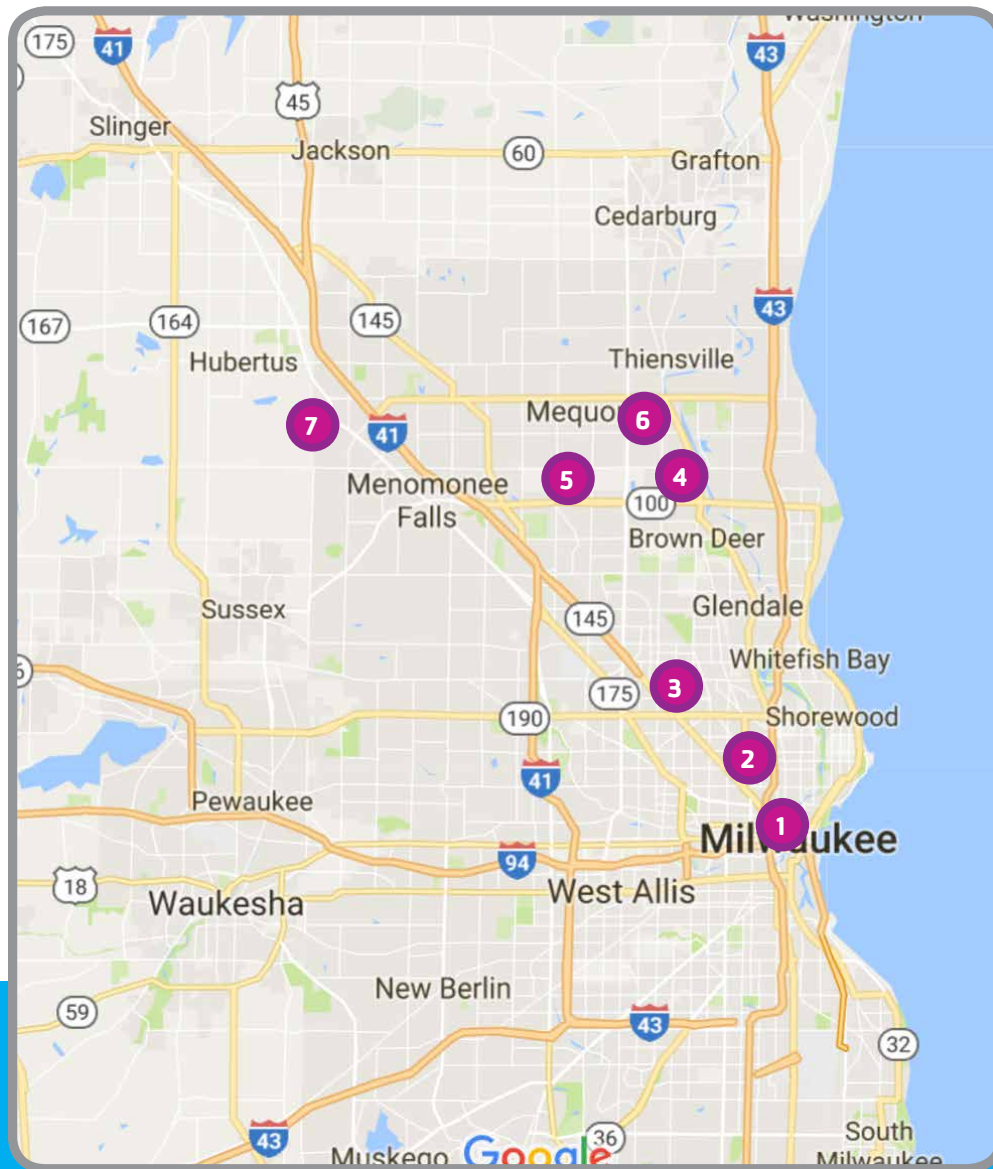 Washington
175
41
43
45
Slinger
Jackson
60
Grafton
Cedarburg
43
167
164
145
Hubertus
Thiensville
Mequo
6
7
41
5
4
Menomonee
Falls
100
Brown Deer
Sussex
145
Glendale
Whitefish Bay
3
175
190
Shorewood
2
41
Pewaukee
1
Milwaukee
94
18
West Allis
Waukesha
New Berlin
59
43
32
43
36
South
Milwaukee
Muskego
Google